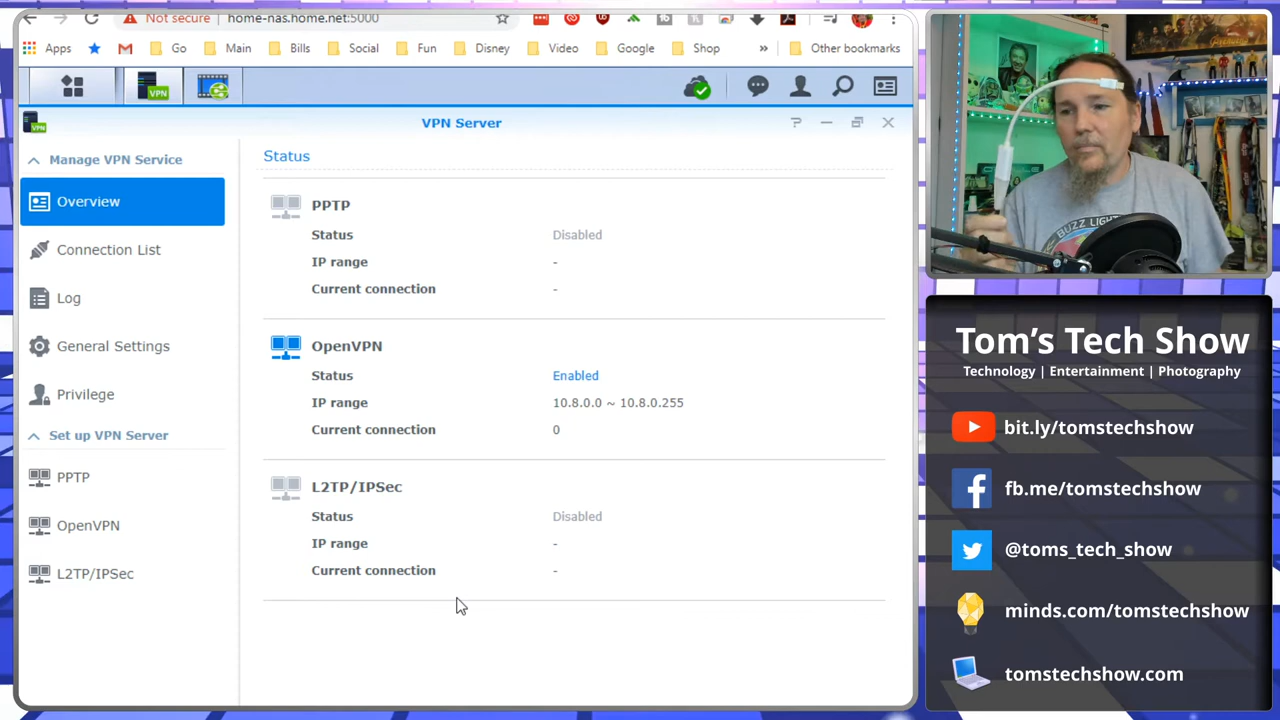 Not secure
home-nas.home.net:5000
Apps
Go
Main
Bills
Social
Fun
Disney
Video
Google
Shop
»
Other bookmarks
VPN
VPN Server
Manage VPN Service
Overview
Connection List
Log
General Settings
Privilege
Set up VPN Server
PPTP
OpenVPN
L2TP/IPSec
Status
PPTP
Status Disabled
IP range -
Current connection -
OpenVPN
Status Enabled
IP range 10.8.0.0 ~ 10.8.0.255
Current connection 0
L2TP/IPSec
Status Disabled
IP range -
Current connection -
BUZZ LIGHT
Tom's Tech Show
Technology | Entertainment | Photography
bit.ly/tomstechshow
fb.me/tomstechshow
@toms_tech_show
minds.com/tomstechshow
tomstechshow.com